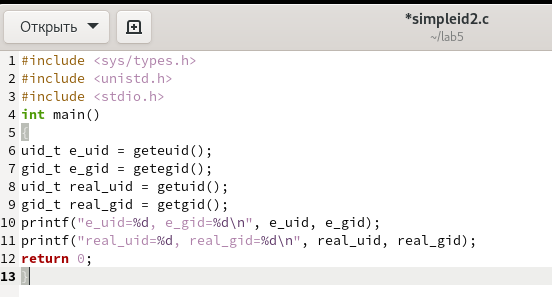 Открыть
*simpleid2.c
~/lab5
1 #include <sys/types.h>
2 #include <unistd.h>
3 #include <stdio.h>
4 int main()
5 {
6 uid_t e_uid = geteuid();
7 gid_t e_gid = getegid();
8 uid_t real_uid = getuid();
9 gid_t real_gid = getgid();
10 printf("e_uid=%d, e_gid=%d\n", e_uid, e_gid);
11 printf("real_uid=%d, real_gid=%d\n", real_uid, real_gid);
12 return 0;
13 }